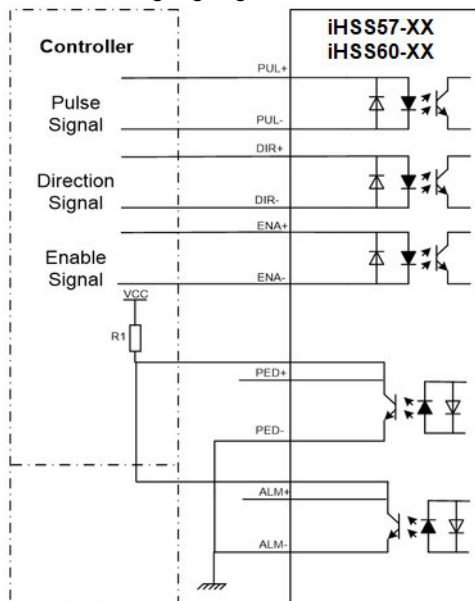 iHSS57-XX
iHSS60-XX
Controller
PUL+
Pulse
Signal
PUL-
DIR+
Direction
Signal
DIR-
ENA+
Enable
Signal
ENA-
VCC
R1
PED+
PED-
ALM+
ALM-